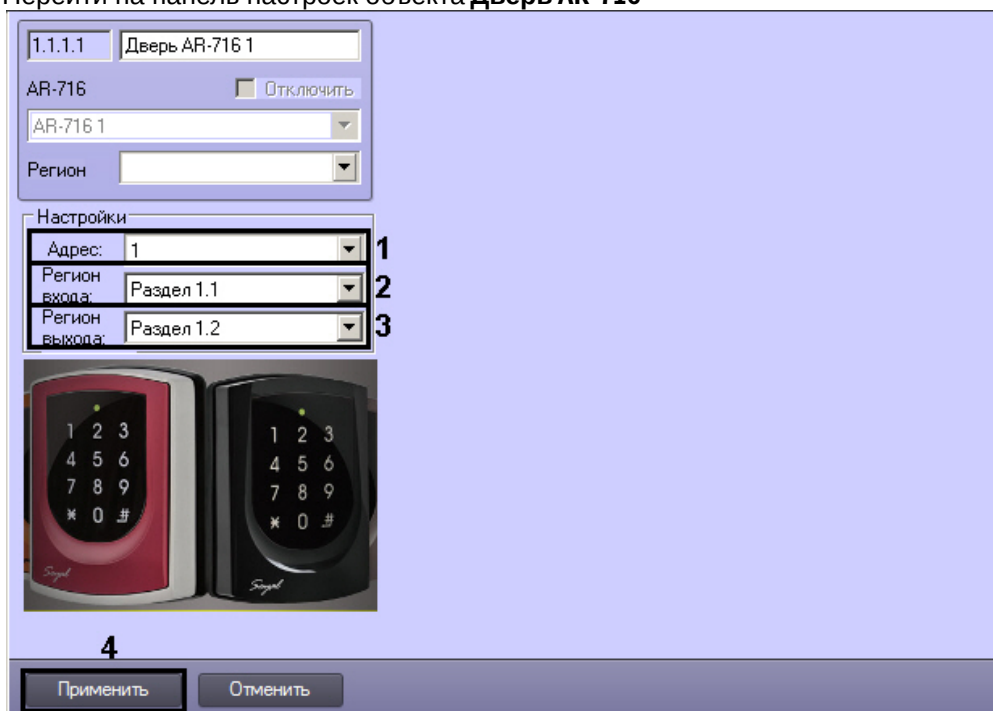 Перейти на панель настроек объекта Дверь AR-716
1.1.1.1 Дверь AR-716 1
AR-716 Отключить
AR-716 1
Регион
Настройки
Адрес: 1 1
Регион
входа: Раздел 1.1 2
Регион
выхода: Раздел 1.2 3
1 2 3 1 2 3
4 5 6 4 5 6
7 8 9 7 8 9
* 0 # * 0 #
Soyal Soyal
4
Применить Отменить